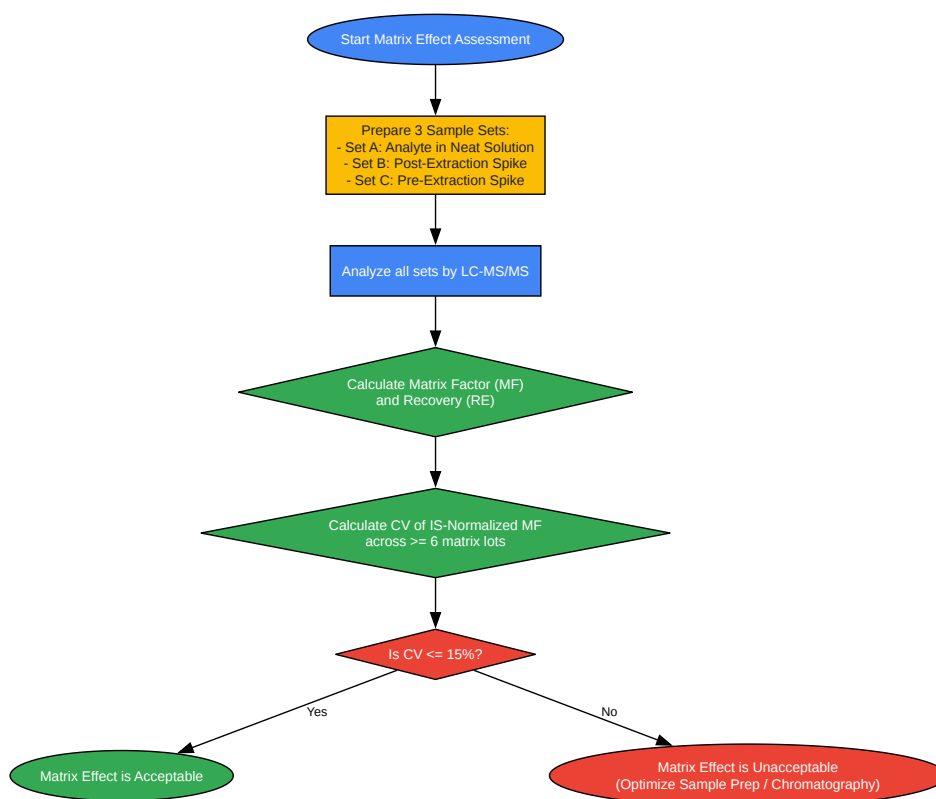 Start Matrix Effect Assessment
Prepare 3 Sample Sets:
- Set A: Analyte in Neat Solution
- Set B: Post-Extraction Spike
- Set C: Pre-Extraction Spike
Analyze all sets by LC-MS/MS
Calculate Matrix Factor (MF)
and Recovery (RE)
Calculate CV of IS-Normalized MF
across >= 6 matrix lots
Is CV <= 15%?
Yes
No
Matrix Effect is Acceptable
Matrix Effect is Unacceptable
(Optimize Sample Prep / Chromatography)